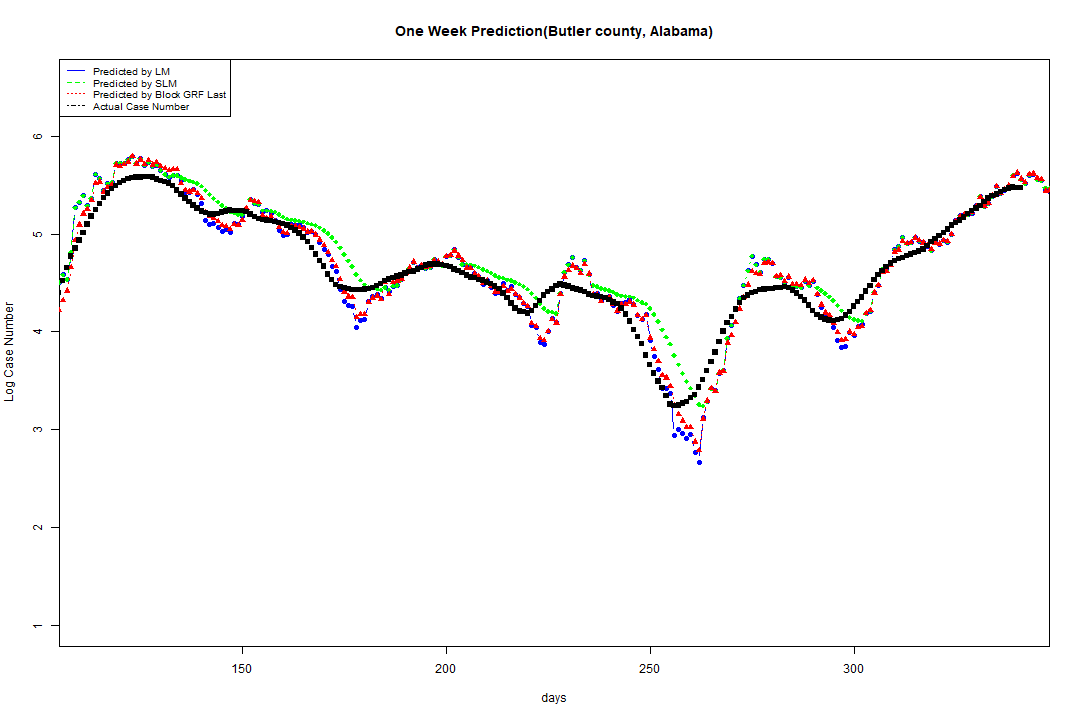 One Week Prediction(Butler county, Alabama)
Predicted by LM
Predicted by SLM
Predicted by Block GRF Last
Actual Case Number
6
5
4
3
2
1
Log Case Number
150 200 250 300
days